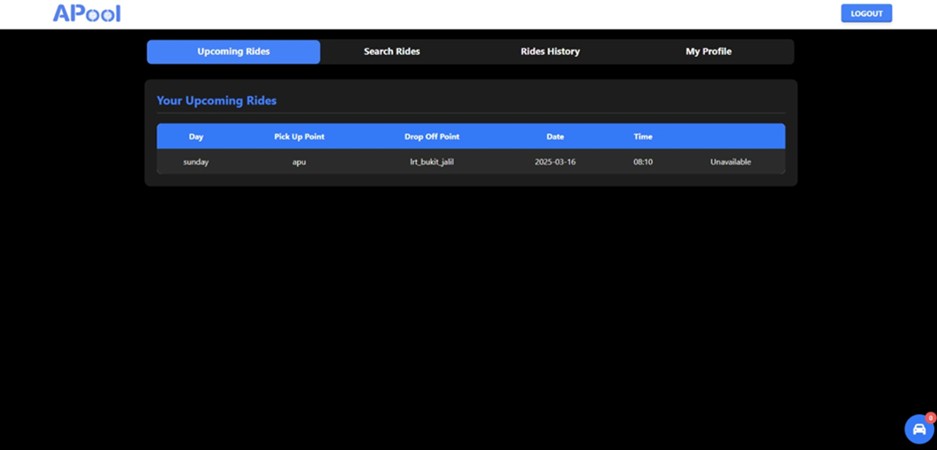 APool
LOGOUT
Upcoming Rides Search Rides Rides History My Profile
Your Upcoming Rides
Day Pick Up Point Drop Off Point Date Time
sunday apu lrt_bukit_jalil 2025-03-16 08:10 Unavailable